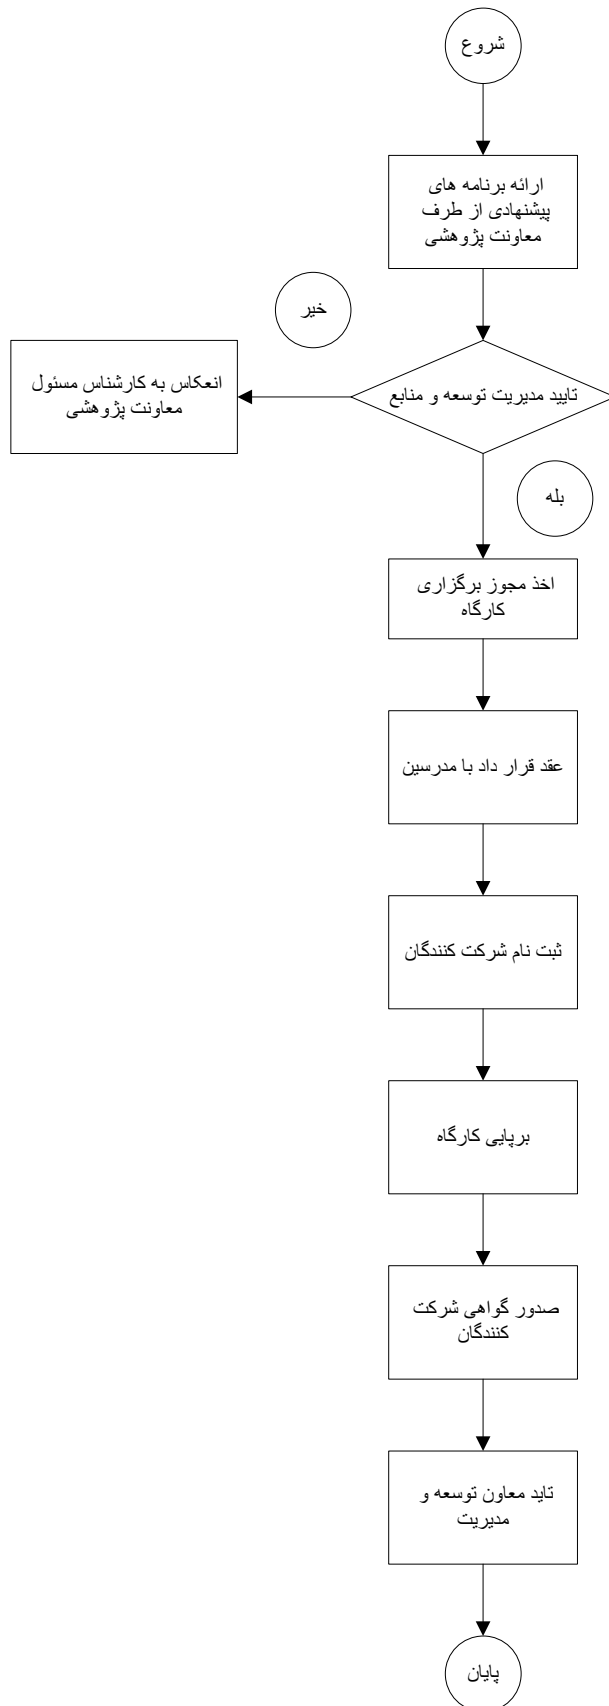 شروع
ارائه برنامه های
پیشنهادی از طرف
معاونت پژوهشی
خیر
تایید مدیریت توسعه و منابع
انعکاس به کارشناس مسئول
معاونت پژوهشی
بله
اخذ مجوز برگزاری
کارگاه
عقد قرار داد با مدرسین
ثبت نام شرکت کنندگان
برپایی کارگاه
صدور گواهی شرکت
کنندگان
تاید معاون توسعه و
مدیریت
پایان